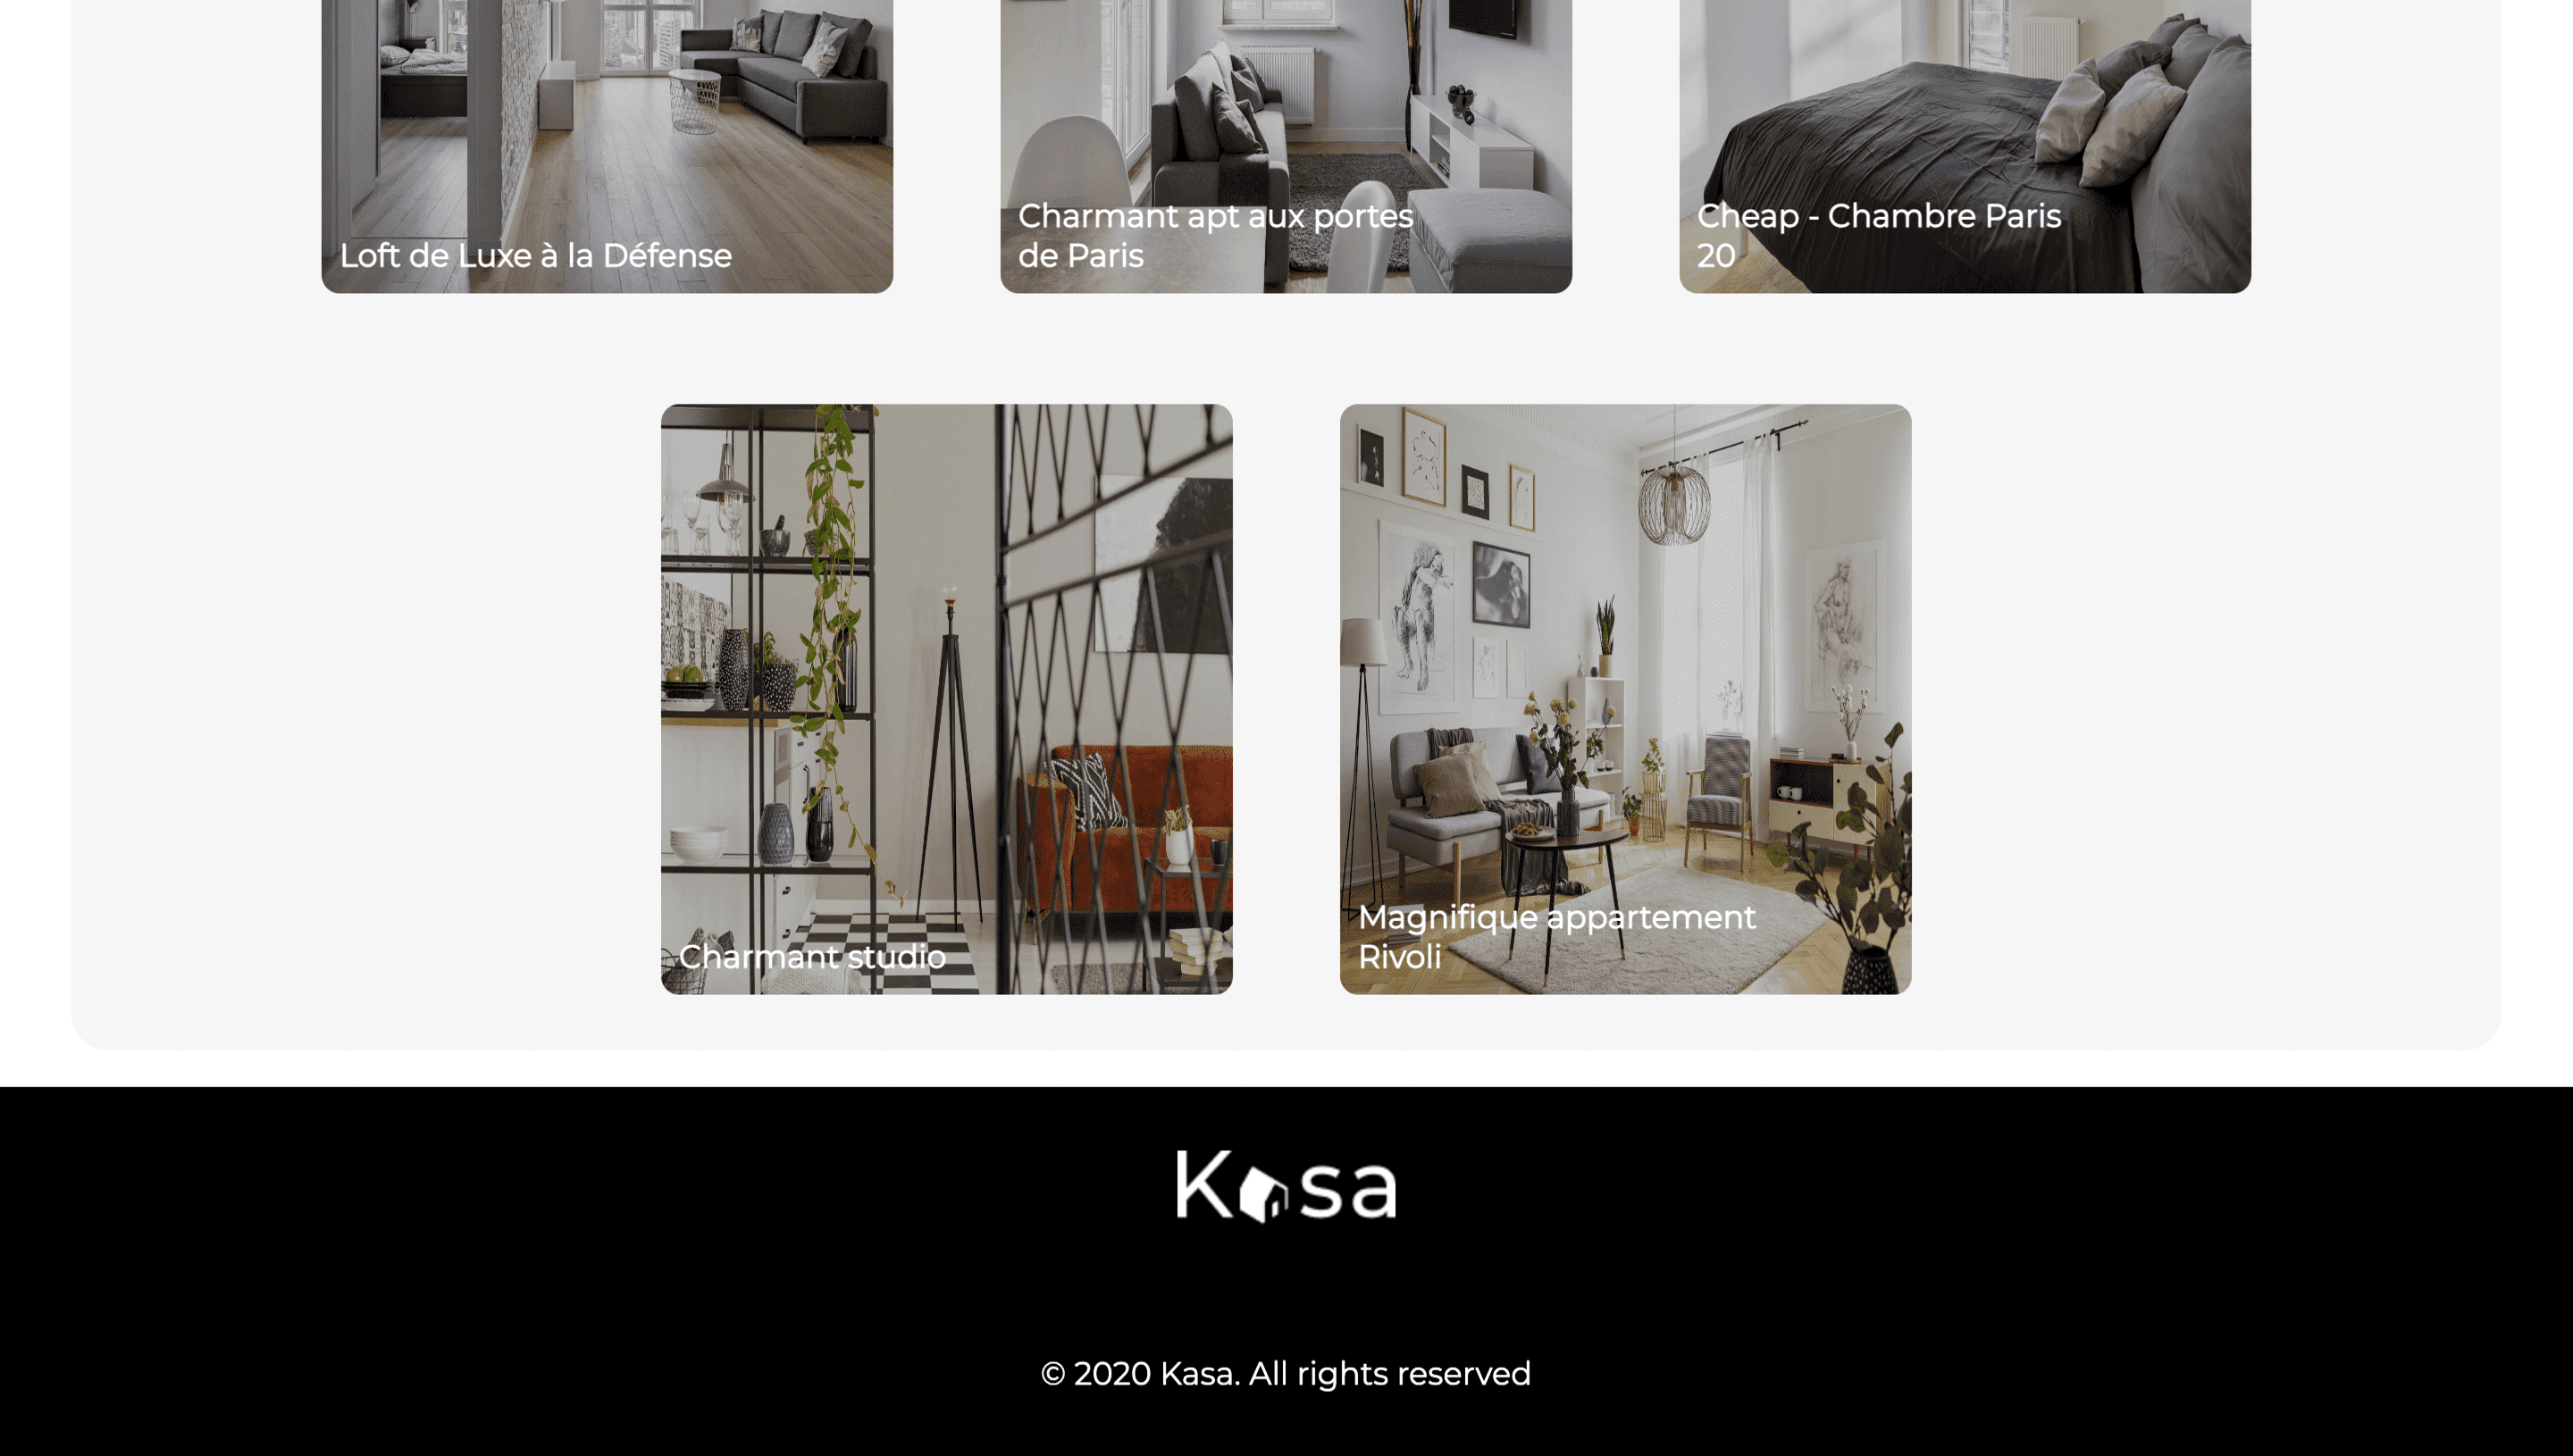 Loft de Luxe à la Défense
Charmant apt aux portes
de Paris
Cheap - Chambre Paris
20
Charmant studio
Magnifique appartement
Rivoli
Kasa
© 2020 Kasa. All rights reserved